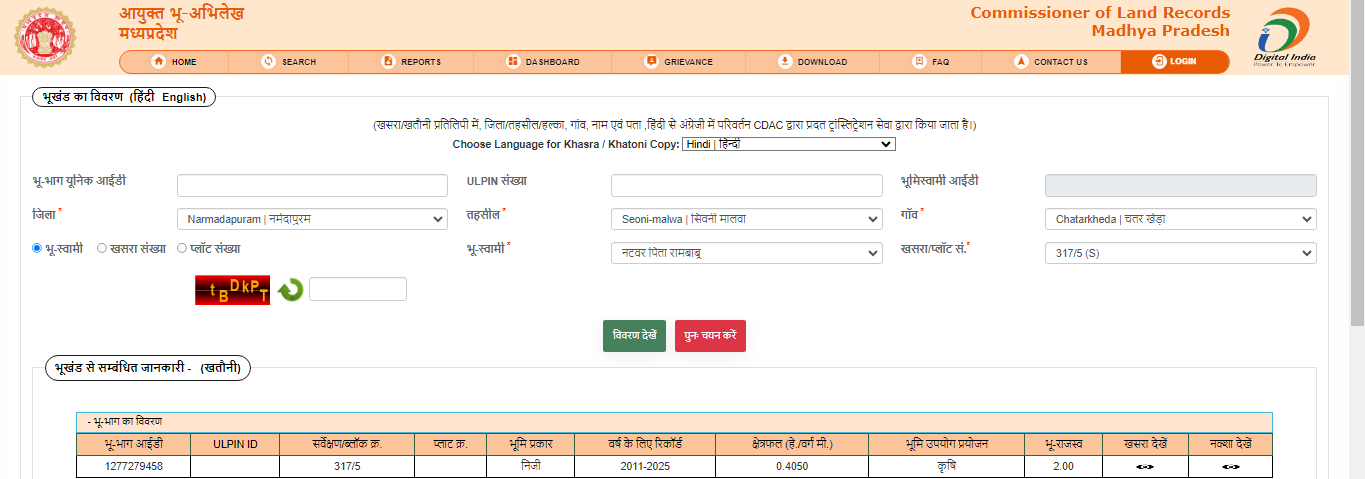 आयुक्त भू-अभिलेख
मध्यप्रदेश
Commissioner of Land Records
Madhya Pradesh
Digital India
Power To Empower
HOME SEARCH REPORTS DASHBOARD GRIEVANCE DOWNLOAD FAQ CONTACT US LOGIN
भूखंड का विवरण (हिंदी English)
(खसरा/खतौनी प्रतिलिपी में, जिला/तहसील/हल्का, गांव, नाम एवं पता ,हिंदी से अंग्रेजी में परिवर्तन CDAC द्वारा प्रदत ट्रांस्लिट्रेशन सेवा द्वारा किया जाता है।)
Choose Language for Khasra / Khatoni Copy: Hindi | हिन्दी
भू-भाग यूनिक आईडी ULPIN संख्या भूमिस्वामी आईडी
जिला * Narmadapuram | नर्मदापुरम तहसील * Seoni-malwa | सिवनी मालवा गाँव * Chatarkheda | चतर खेड़ा
भू-स्वामी खसरा संख्या प्लॉट संख्या भू-स्वामी * नटवर पिता रामबाबू खसरा/प्लॉट सं.* 317/5 (S)
tBDkPT
विवरण देखें पुनः चयन करें
भूखंड से सम्बंधित जानकारी - (खतौनी)
- भू-भाग का विवरण
भू-भाग आईडी ULPIN ID सर्वेक्षण/ब्लॉक क्र. प्लाट क्र. भूमि प्रकार वर्ष के लिए रिकॉर्ड क्षेत्रफल (हे./वर्ग मी.) भूमि उपयोग प्रयोजन भू-राजस्व खसरा देखें नक्शा देखें
1277279458 317/5 निजी 2011-2025 0.4050 कृषि 2.00